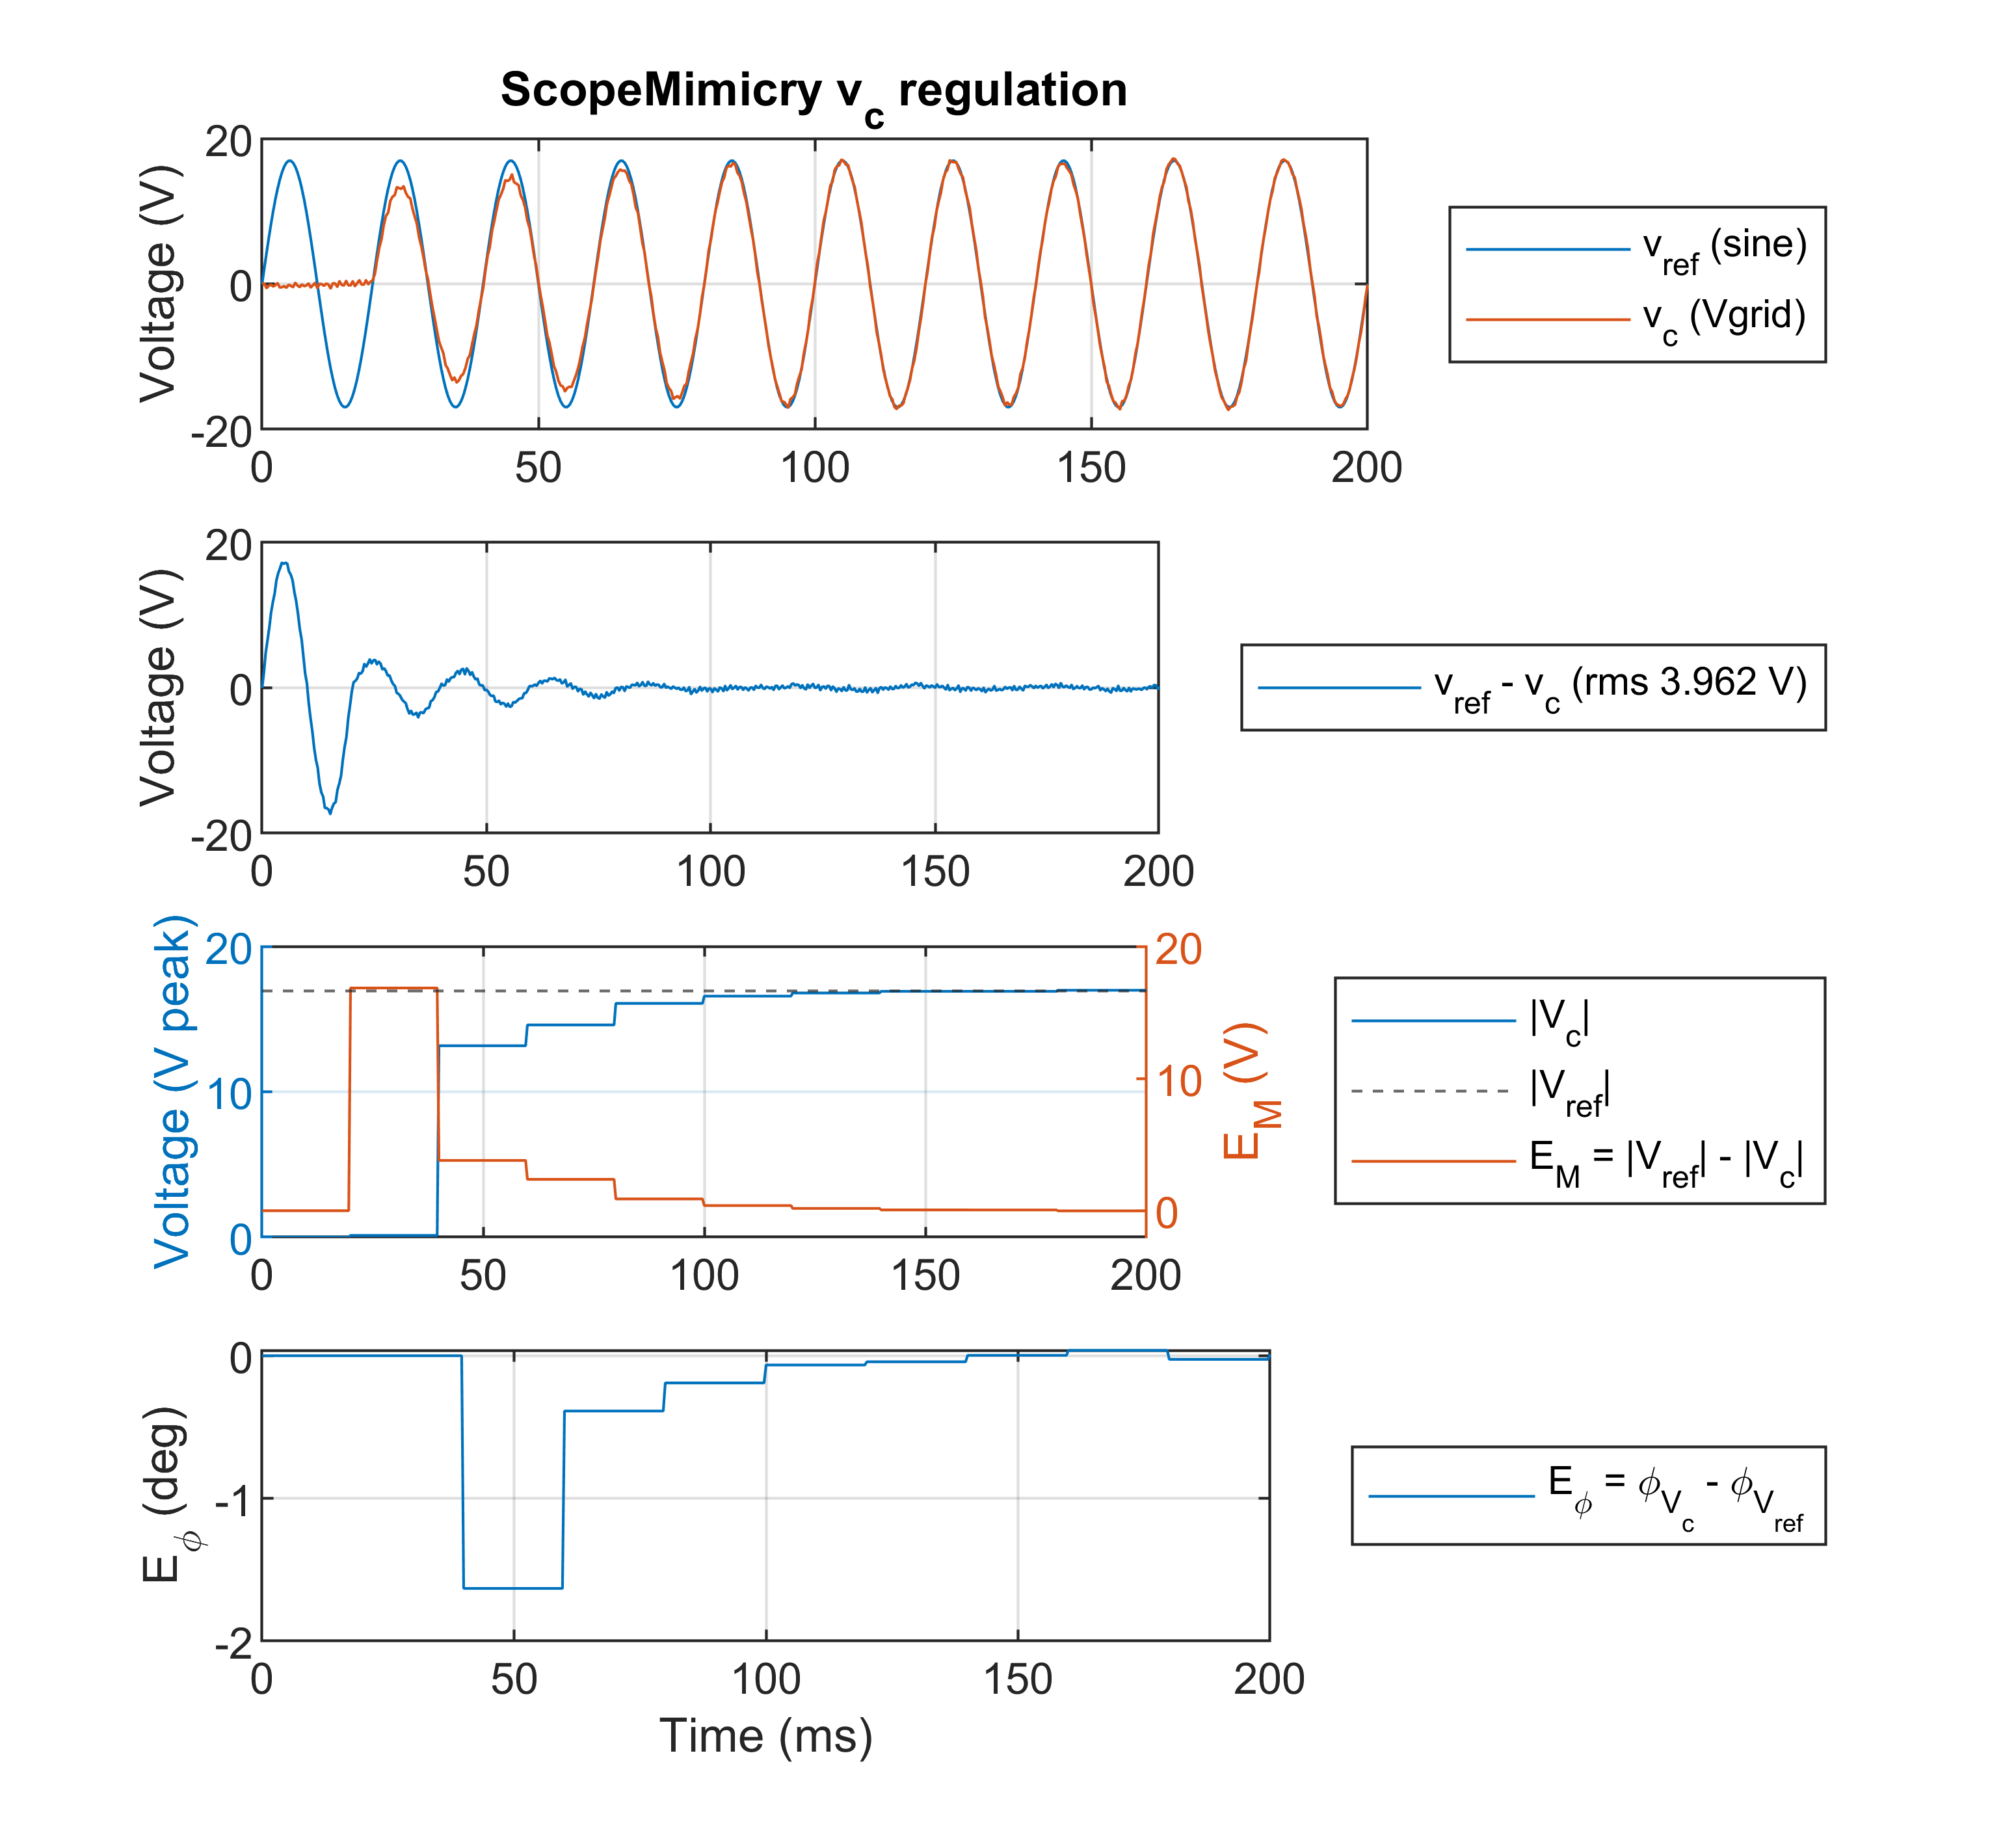 ScopeMimicry v_c regulation
Voltage (V)
20
0
-20
0 50 100 150 200
v_ref (sine)
v_c (Vgrid)
Voltage (V)
20
0
-20
0 50 100 150 200
v_ref - v_c (rms 3.962 V)
Voltage (V peak)
20
10
0
0 50 100 150 200
20
10
0
E_M (V)
|V_c|
|V_ref|
E_M = |V_ref| - |V_c|
E_ϕ (deg)
0
-1
-2
0 50 100 150 200
Time (ms)
E_ϕ = ϕ_V_c - ϕ_V_ref